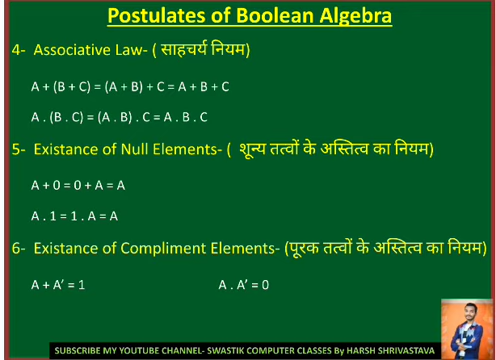 Postulates of Boolean Algebra
4- Associative Law- ( साहचर्य नियम)
A + (B + C) = (A + B) + C = A + B + C
A . (B . C) = (A . B) . C = A . B . C
5- Existance of Null Elements- ( शून्य तत्वों के अस्तित्व का नियम)
A + 0 = 0 + A = A
A . 1 = 1 . A = A
6- Existance of Compliment Elements- (पूरक तत्वों के अस्तित्व का नियम)
A + A’ = 1 A . A’ = 0
SUBSCRIBE MY YOUTUBE CHANNEL- SWASTIK COMPUTER CLASSES By HARSH SHRIVASTAVA